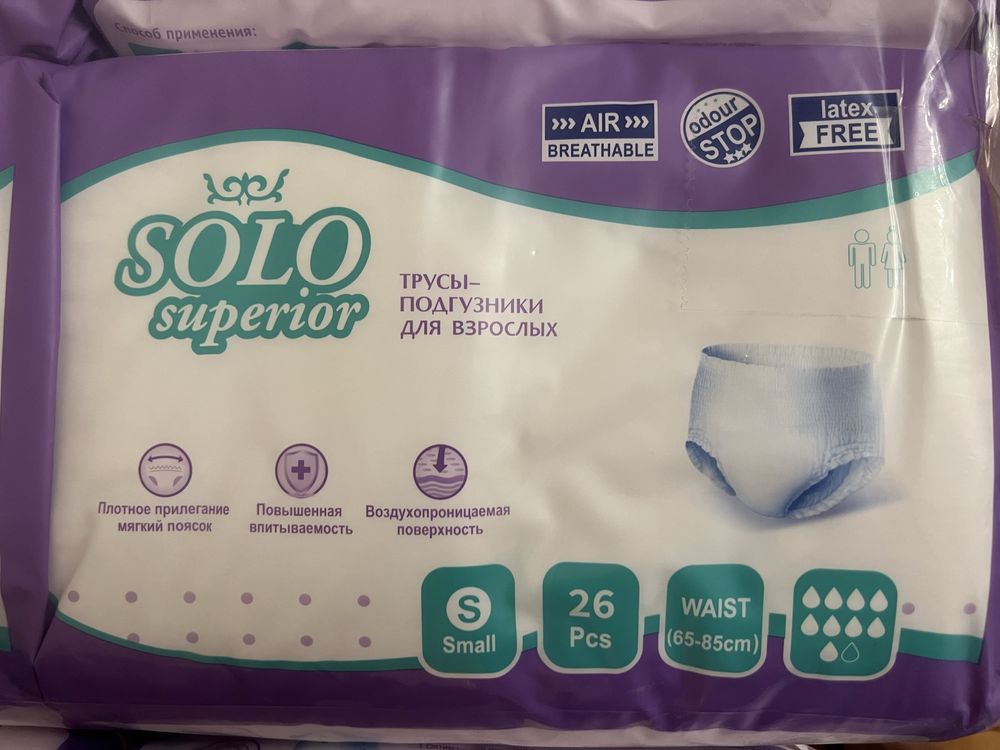 Способ применения:
››› AIR ›››
BREATHABLE
odour
STOP
latex
FREE
SOLO
superior
ТРУСЫ–
ПОДГУЗНИКИ
ДЛЯ ВЗРОСЛЫХ
Плотное прилегание
мягкий поясок
Повышенная
впитываемость
Воздухопроницаемая
поверхность
S
Small
26
Pcs
WAIST
(65-85cm)